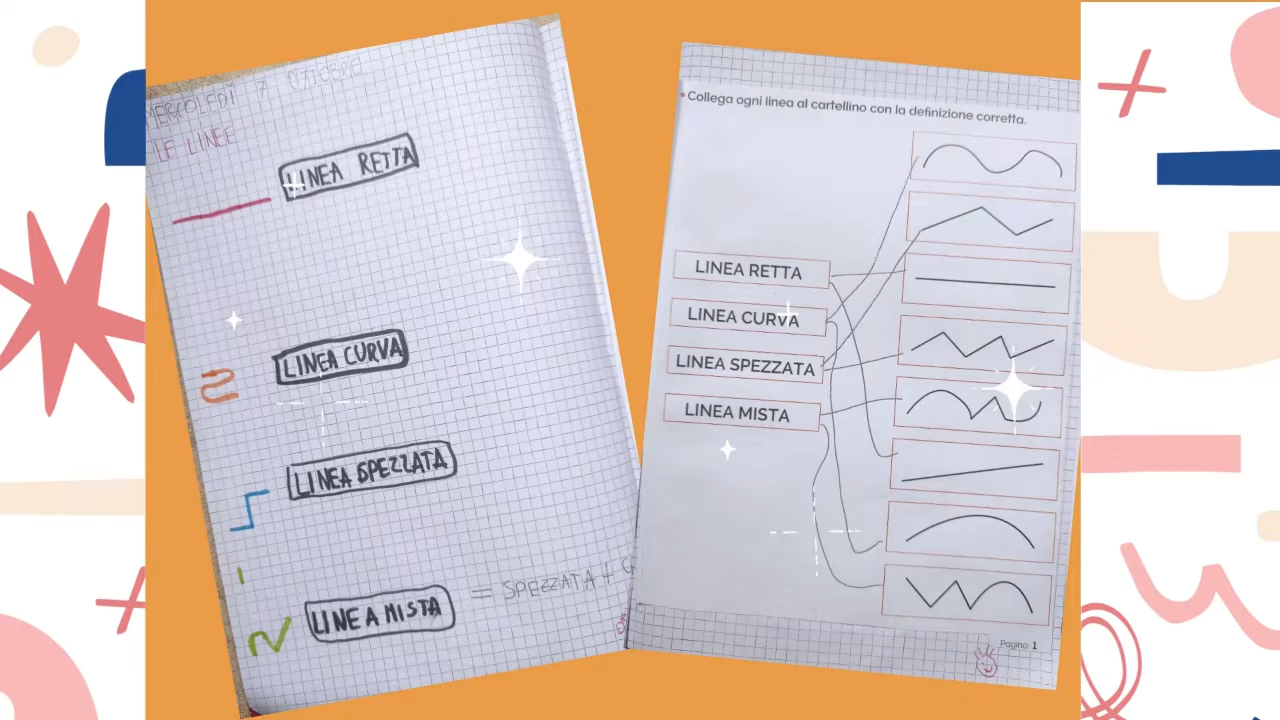 MERCOLEDÌ 7 OTTOBRE
LE LINEE
LINEA RETTA
LINEA CURVA
LINEA SPEZZATA
LINEA MISTA = SPEZZATA +
• Collega ogni linea al cartellino con la definizione corretta.
LINEA RETTA
LINEA CURVA
LINEA SPEZZATA
LINEA MISTA
Pagina 1